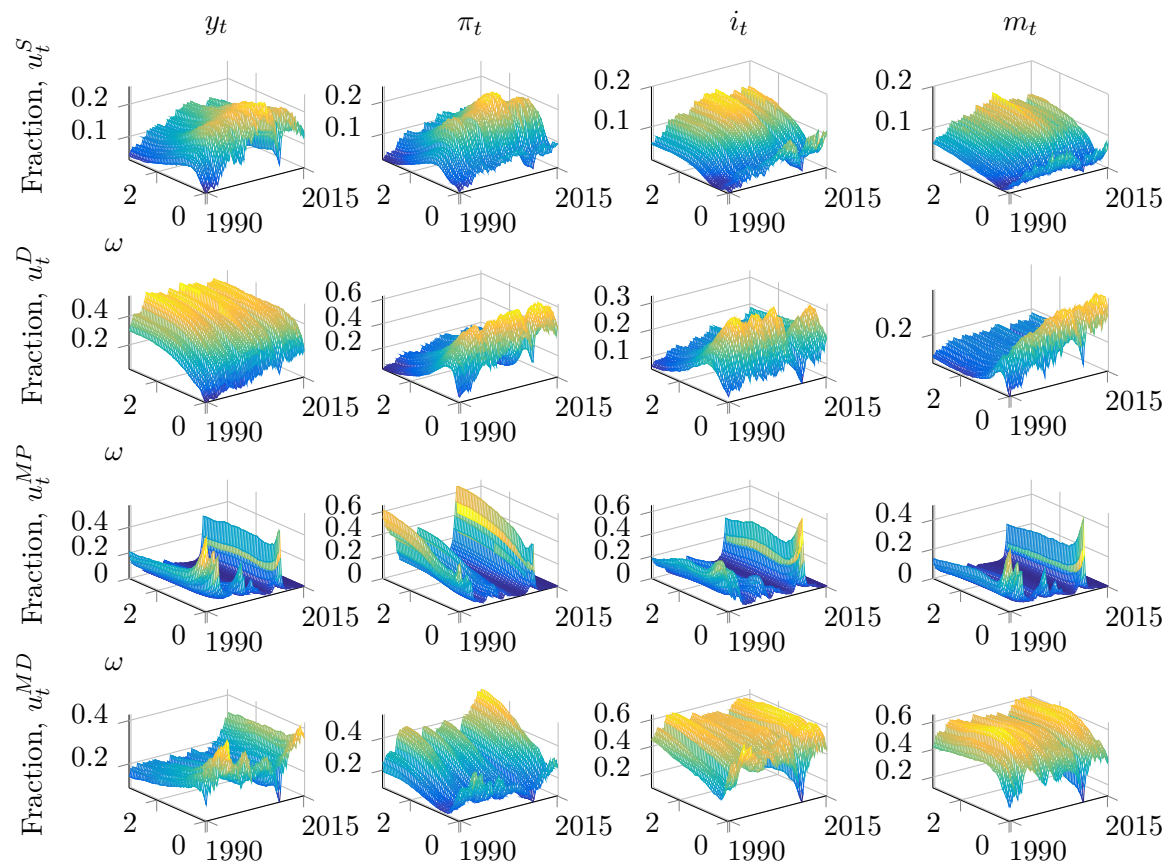 y_t π_t i_t m_t
Fraction, u_t^S
0.2 0.1 2 0 1990 2015
0.2 0.1 2 0 1990 2015
0.2 0.1 2 0 1990 2015
0.2 0.1 2 0 1990 2015
ω
Fraction, u_t^D
0.4 0.2 2 0 1990 2015
0.6 0.4 0.2 2 0 1990 2015
0.3 0.2 0.1 2 0 1990 2015
0.2 2 0 1990 2015
ω
Fraction, u_t^{MP}
0.4 0.2 0 2 0 1990 2015
0.6 0.4 0.2 0 2 0 1990 2015
0.6 0.4 0.2 0 2 0 1990 2015
0.4 0.2 0 2 0 1990 2015
ω
Fraction, u_t^{MD}
0.4 0.2 2 0 1990 2015
0.4 0.2 2 0 1990 2015
0.6 0.4 0.2 2 0 1990 2015
0.6 0.4 0.2 2 0 1990 2015